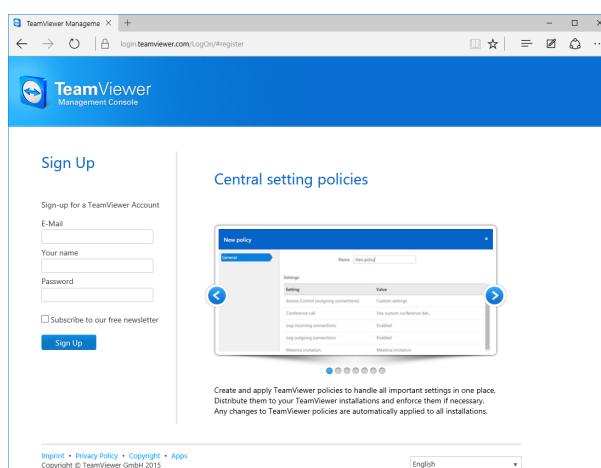 TeamViewer Manageme
login.teamviewer.com/LogOn/#register
TeamViewer
Management Console
Sign Up
Sign-up for a TeamViewer Account
E-Mail
Your name
Password
Subscribe to our free newsletter
Sign Up
Central setting policies
New policy
General
Name New policy
Settings
Setting Value
Access Control (outgoing connections) Custom settings
Conference call Use custom conference dat...
Log incoming connections Enabled
Log outgoing connections Enabled
Meeting invitation Meeting invitation
Create and apply TeamViewer policies to handle all important settings in one place.
Distribute them to your TeamViewer installations and enforce them if necessary.
Any changes to TeamViewer policies are automatically applied to all installations.
Imprint • Privacy Policy • Copyright • Apps
Copyright © TeamViewer GmbH 2015
English